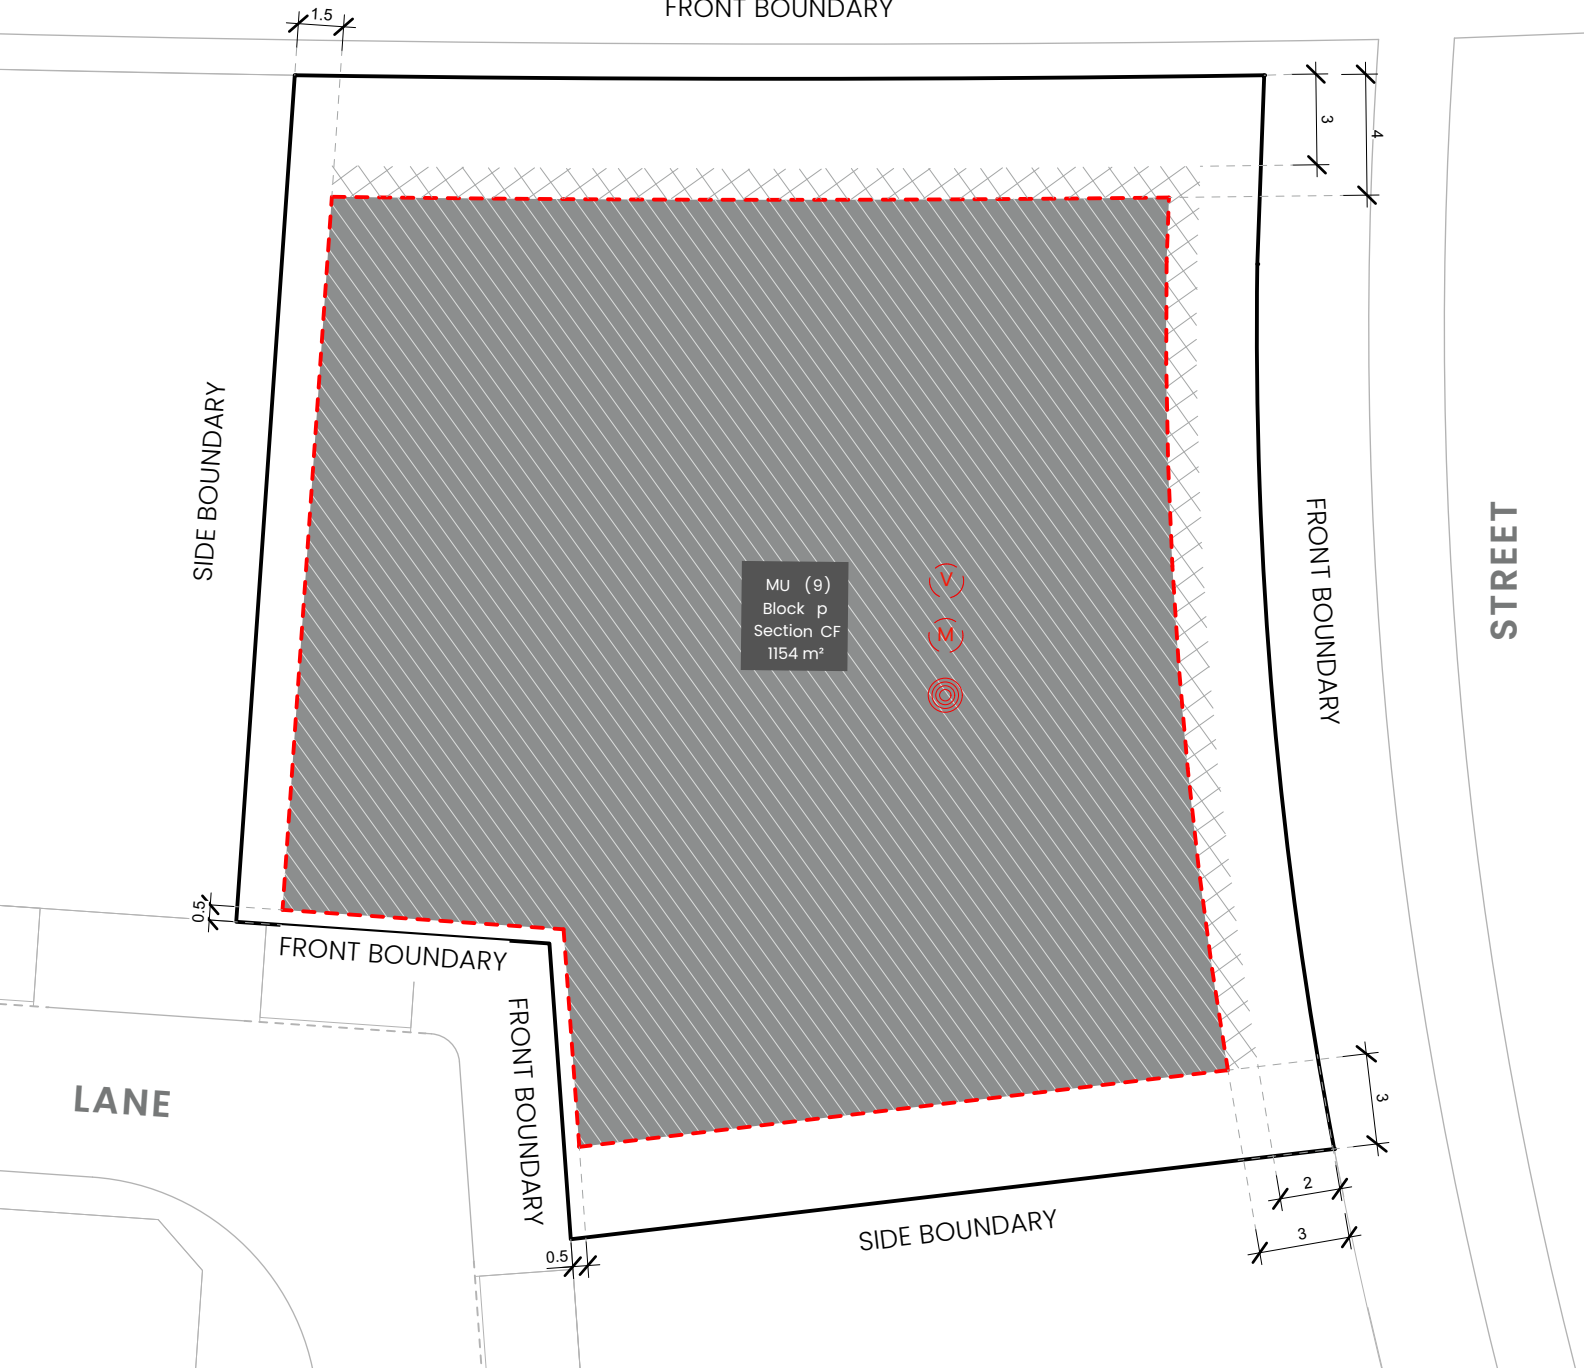 FRONT BOUNDARY
1.5
3
4
SIDE BOUNDARY
FRONT BOUNDARY
STREET
MU (9)
Block p
Section CF
1154 m²
V
M
0.5
FRONT BOUNDARY
FRONT BOUNDARY
LANE
3
2
3
SIDE BOUNDARY
0.5